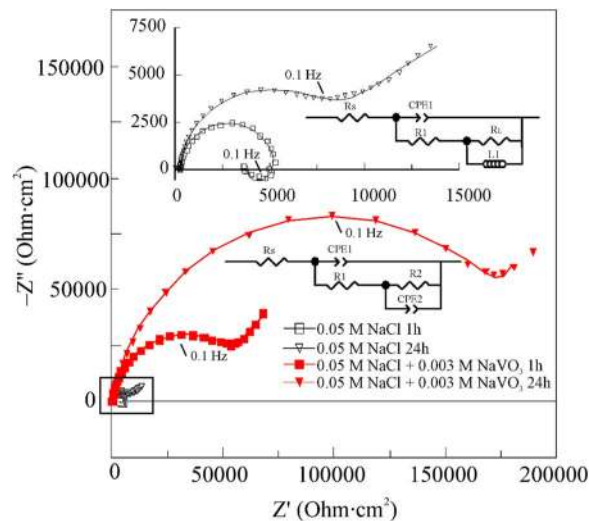 7500
5000
2500
0
0.1 Hz
0.1 Hz
Rs
CPE1
R1
RL
L1
5000
10000
15000
150000
100000
50000
0
−Z″ (Ohm·cm²)
0.1 Hz
Rs
CPE1
R1
R2
CPE2
0.1 Hz
0.05 M NaCl 1h
0.05 M NaCl 24h
0.05 M NaCl + 0.003 M NaVO₃ 1h
0.05 M NaCl + 0.003 M NaVO₃ 24h
0 50000 100000 150000 200000
Z′ (Ohm·cm²)